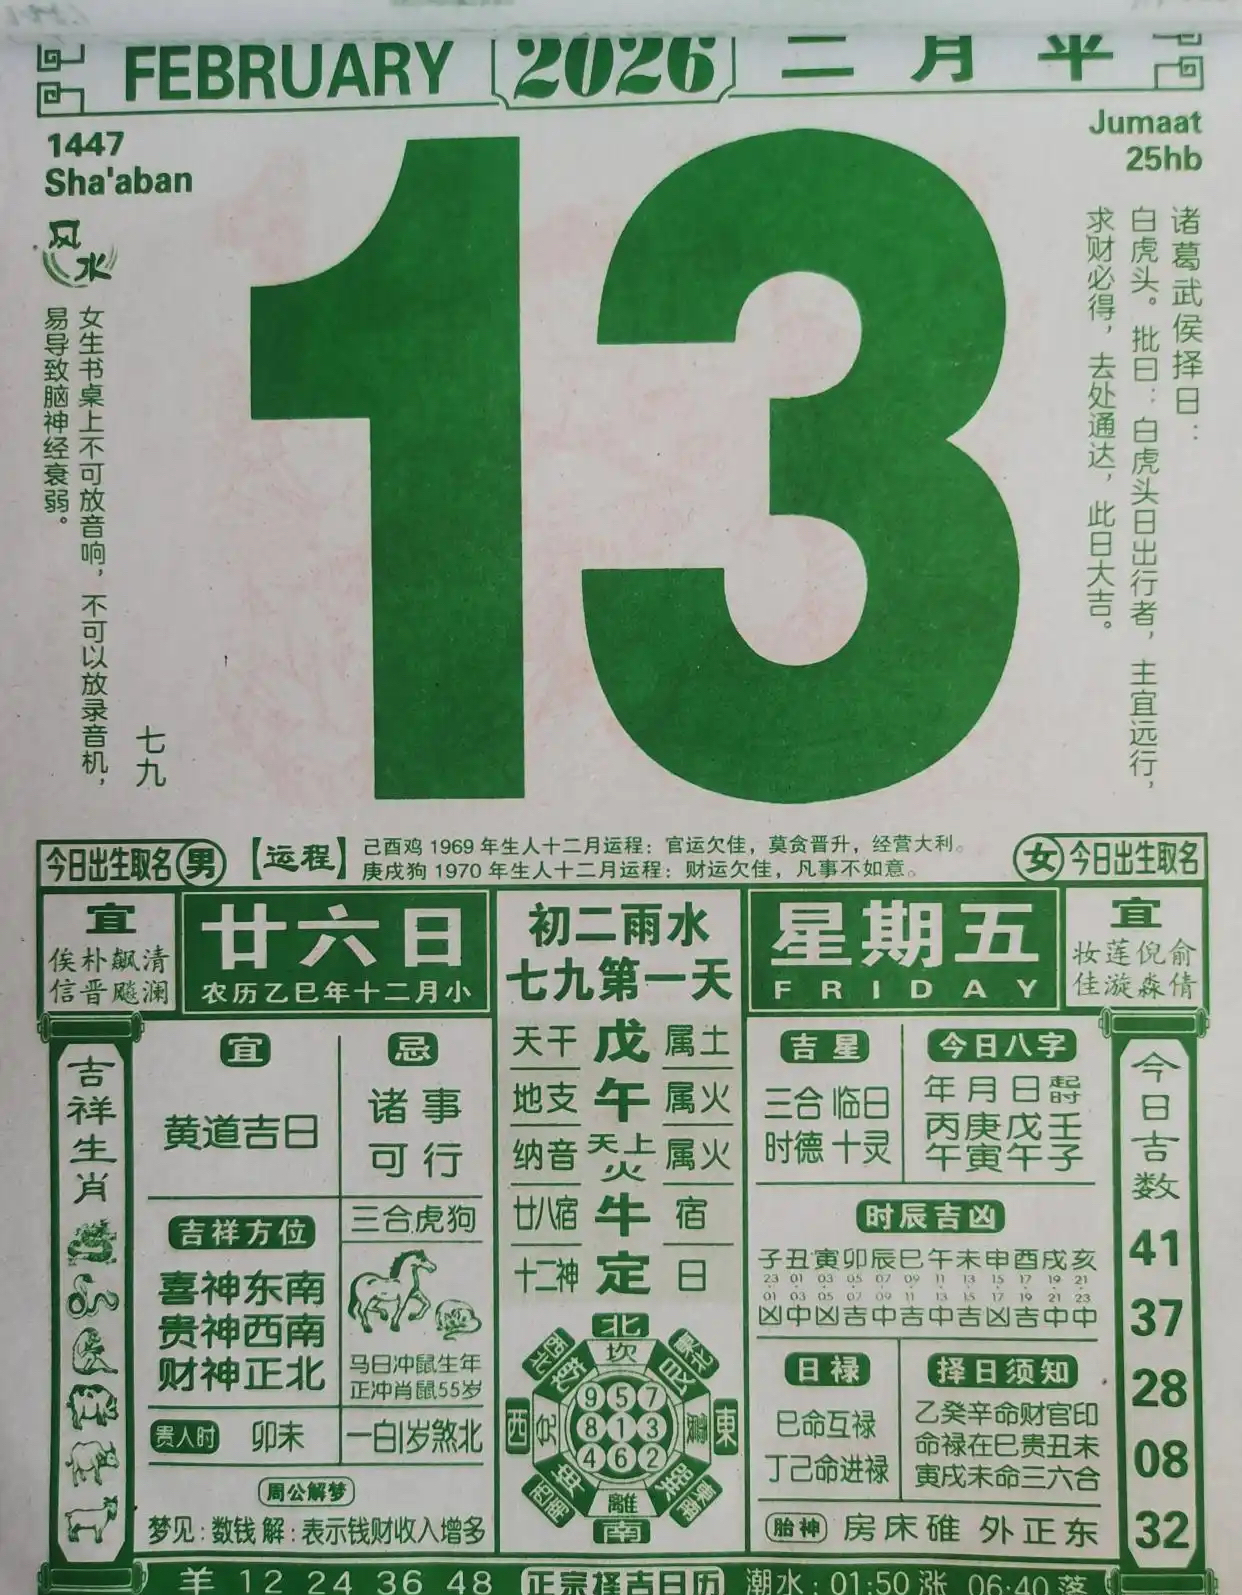 FEBRUARY 2026 二月平
1447
Sha'aban
Jumaat
25hb
风水
女生书桌上不可放音响，不可以放录音机，
易导致脑神经衰弱。
七九
诸葛武侯择日：
白虎头。批曰：白虎头日出行者，主宜远行，
求财必得，去处通达，此日大吉。
今日出生取名 男
【运程】
己酉鸡 1969 年生人十二月运程：官运欠佳，莫贪晋升，经营大利。
庚戌狗 1970 年生人十二月运程：财运欠佳，凡事不如意。
女 今日出生取名
宜
俟朴飙清
信晋飚澜
廿六日
农历乙巳年十二月小
初二雨水
七九第一天
星期五
FRIDAY
宜
妆莲倪俞
佳漩淼倩
吉祥生肖
宜
黄道吉日
忌
诸事
可行
吉祥方位
喜神东南
贵神西南
财神正北
三合虎狗
马日冲鼠生年
正冲肖鼠55岁
贵人时 卯未
一白1岁煞北
周公解梦
梦见：数钱 解：表示钱财收入增多
天干 戊 属土
地支 午 属火
纳音 天上火 属火
廿八宿 牛 宿
十二神 定 日
北
坎
西
東
離
南
9 5 7
8 1 3
4 6 2
吉星
三合 临日
时德 十灵
今日八字
年月日起时
丙庚戊壬
午寅午子
时辰吉凶
子丑寅卯辰巳午未申酉戌亥
23 01 03 05 07 09 11 13 15 17 19 21
01 03 05 07 09 11 13 15 17 19 21 23
凶中凶吉中吉中吉凶吉中中
日禄
巳命互禄
丁己命进禄
择日须知
乙癸辛命财官印
命禄在巳贵丑未
寅戌未命三六合
胎神 房床碓 外正东
今日吉数
41
37
28
08
32
羊 12 24 36 48
正宗择吉日历
潮水：01:50涨 06:40落